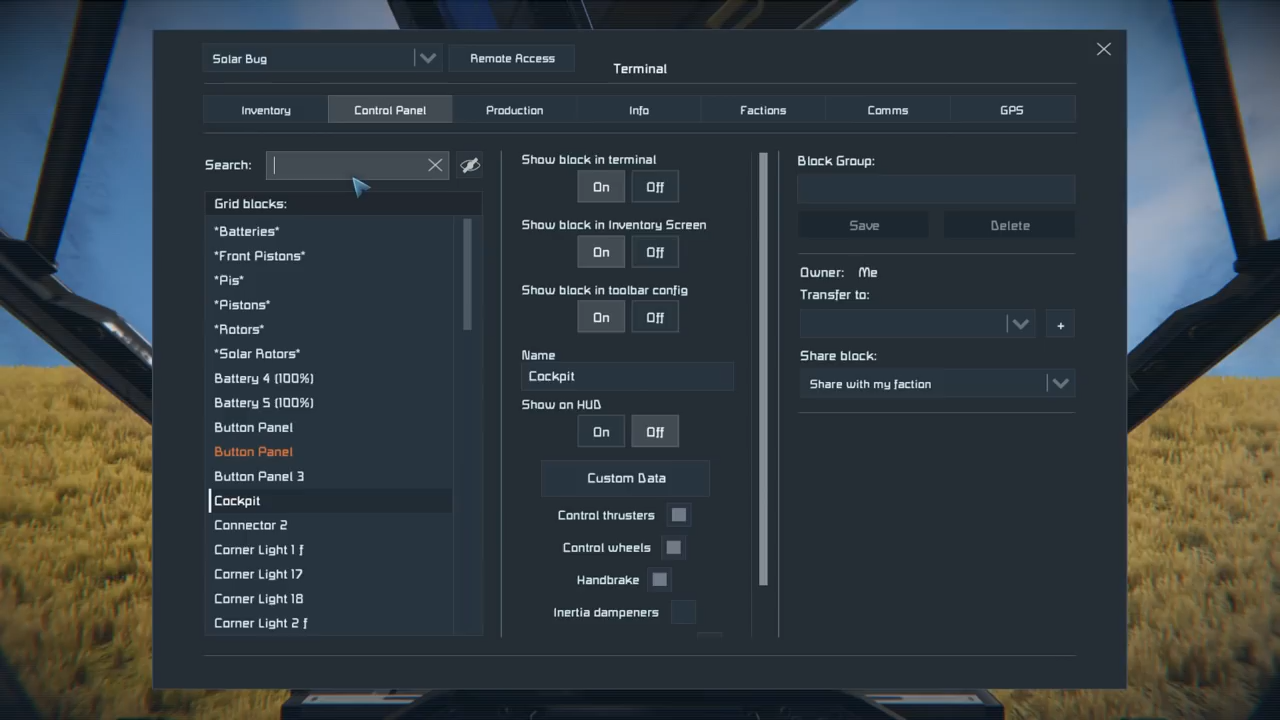 Solar Bug
Remote Access
Terminal
Inventory
Control Panel
Production
Info
Factions
Comms
GPS
Search:
Grid blocks:
*Batteries*
*Front Pistons*
*Pis*
*Pistons*
*Rotors*
*Solar Rotors*
Battery 4 (100%)
Battery 5 (100%)
Button Panel
Button Panel
Button Panel 3
Cockpit
Connector 2
Corner Light 1 f
Corner Light 17
Corner Light 18
Corner Light 2 f
Show block in terminal
On Off
Show block in Inventory Screen
On Off
Show block in toolbar config
On Off
Name
Cockpit
Show on HUD
On Off
Custom Data
Control thrusters
Control wheels
Handbrake
Inertia dampeners
Block Group:
Save Delete
Owner: Me
Transfer to:
+
Share block:
Share with my faction